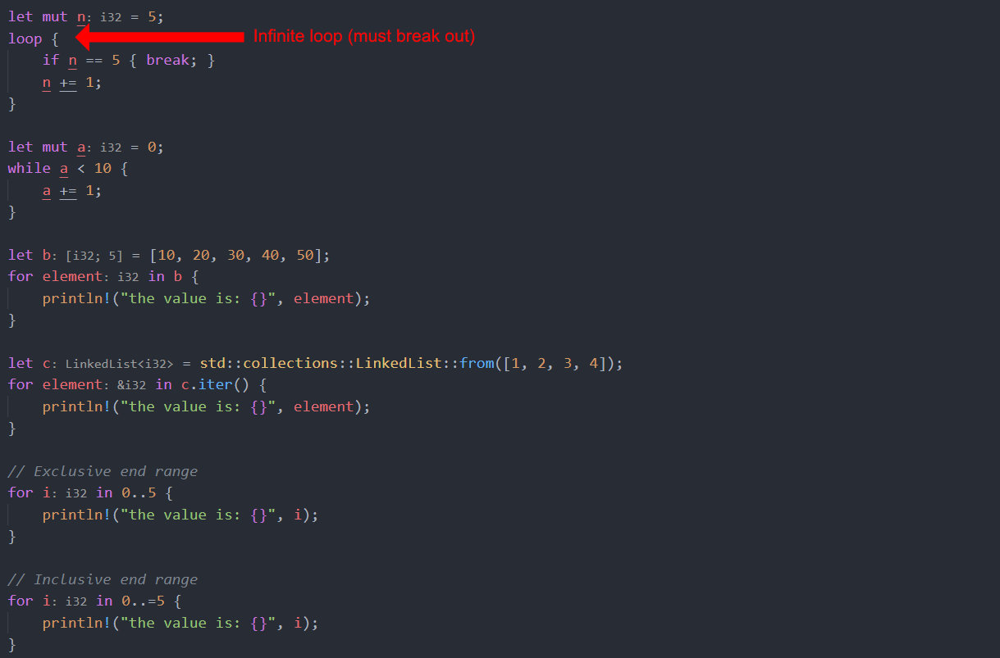 let mut n: i32 = 5;
loop { Infinite loop (must break out)
    if n == 5 { break; }
    n += 1;
}
let mut a: i32 = 0;
while a < 10 {
    a += 1;
}
let b: [i32; 5] = [10, 20, 30, 40, 50];
for element: i32 in b {
    println!("the value is: {}", element);
}
let c: LinkedList<i32> = std::collections::LinkedList::from([1, 2, 3, 4]);
for element: &i32 in c.iter() {
    println!("the value is: {}", element);
}
// Exclusive end range
for i: i32 in 0..5 {
    println!("the value is: {}", i);
}
// Inclusive end range
for i: i32 in 0..=5 {
    println!("the value is: {}", i);
}